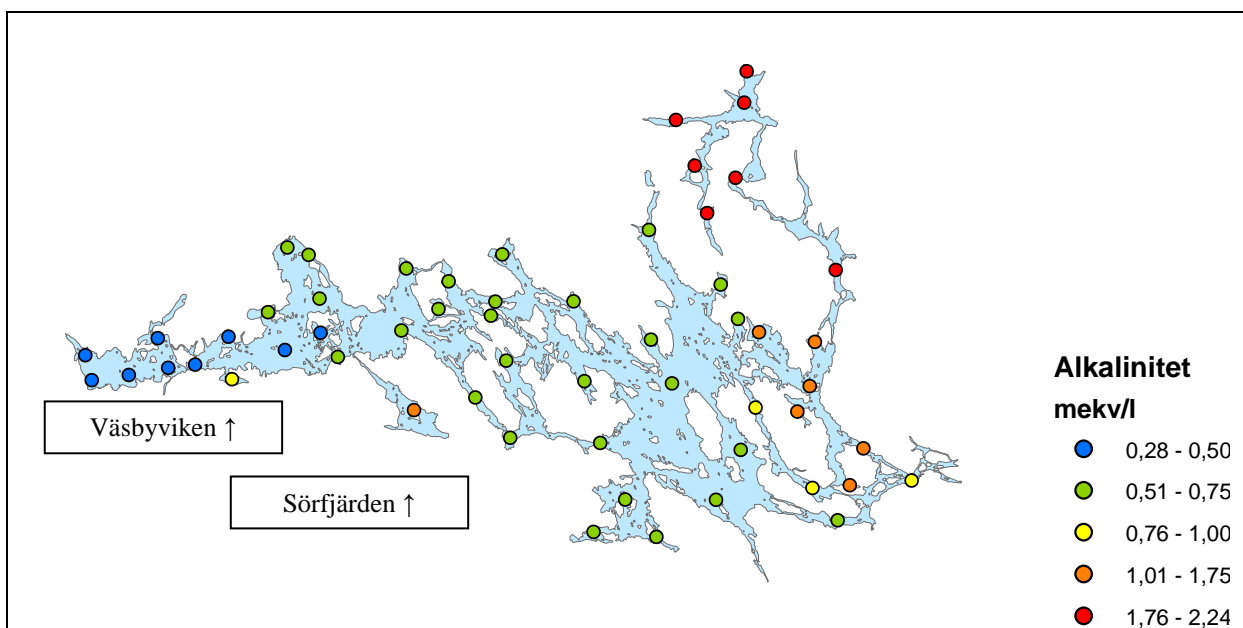 Väsbyviken ↑
Sörfjärden ↑
Alkalinitet
mekv/l
0,28 - 0,50
0,51 - 0,75
0,76 - 1,00
1,01 - 1,75
1,76 - 2,24